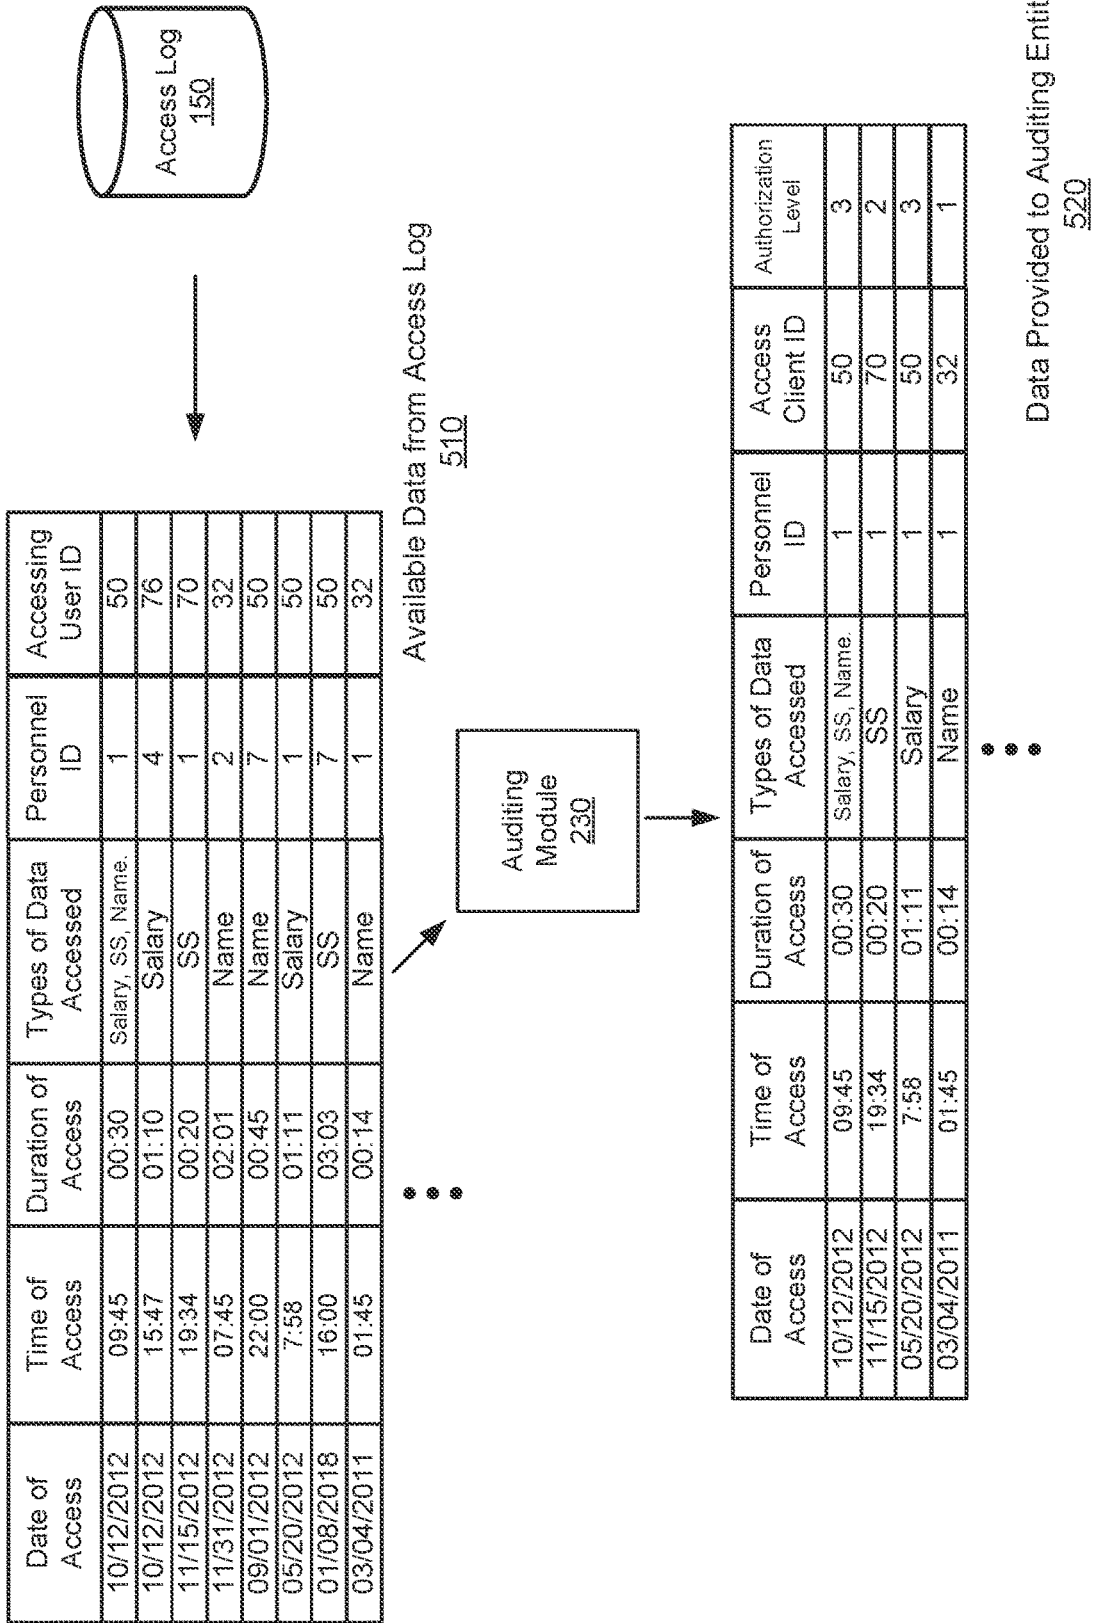 Access Log
150
Date of Access Time of Access Duration of Access Types of Data Accessed Personnel ID Accessing User ID
10/12/2012 09:45 00:30 Salary, SS, Name. 1 50
10/12/2012 15:47 01:10 Salary 4 76
11/15/2012 19:34 00:20 SS 1 70
11/31/2012 07:45 02:01 Name 2 32
09/01/2012 22:00 00:45 Name 7 50
05/20/2012 7:58 01:11 Salary 1 50
01/08/2018 16:00 03:03 SS 7 50
03/04/2011 01:45 00:14 Name 1 32
Available Data from Access Log
510
Auditing
Module
230
Date of Access Time of Access Duration of Access Types of Data Accessed Personnel ID Access Client ID Authorization Level
10/12/2012 09:45 00:30 Salary, SS, Name. 1 50 3
11/15/2012 19:34 00:20 SS 1 70 2
05/20/2012 7:58 01:11 Salary 1 50 3
03/04/2011 01:45 00:14 Name 1 32 1
Data Provided to Auditing Entit
520